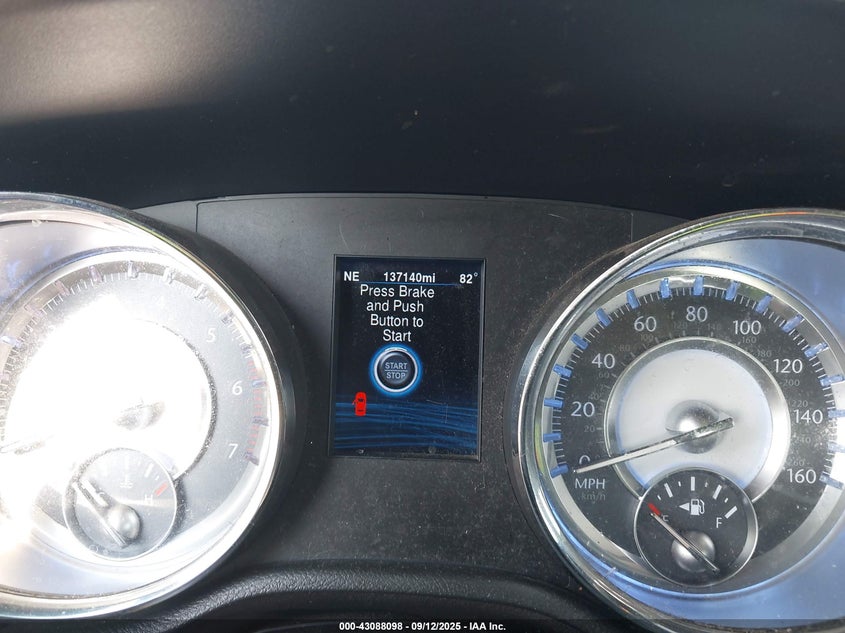 NE 137140mi 82°
Press Brake
and Push
Button to
Start
START
STOP
5
6
7
H
0 20 40 60 80 100 120 140 160
MPH
km/h
E F
000-43088098 - 09/12/2025 - IAA Inc.